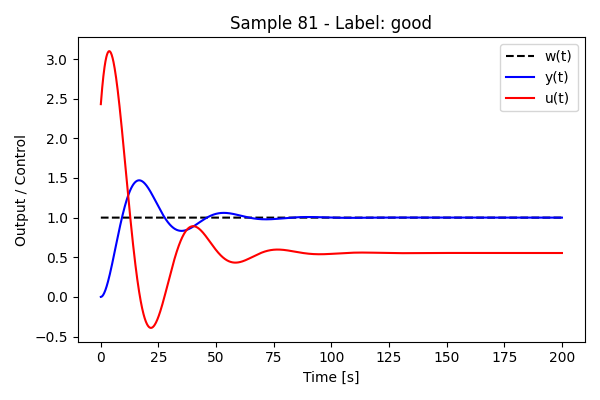 Sample 81 - Label: good
w(t)
y(t)
u(t)
Output / Control
3.0
2.5
2.0
1.5
1.0
0.5
0.0
−0.5
0 25 50 75 100 125 150 175 200
Time [s]